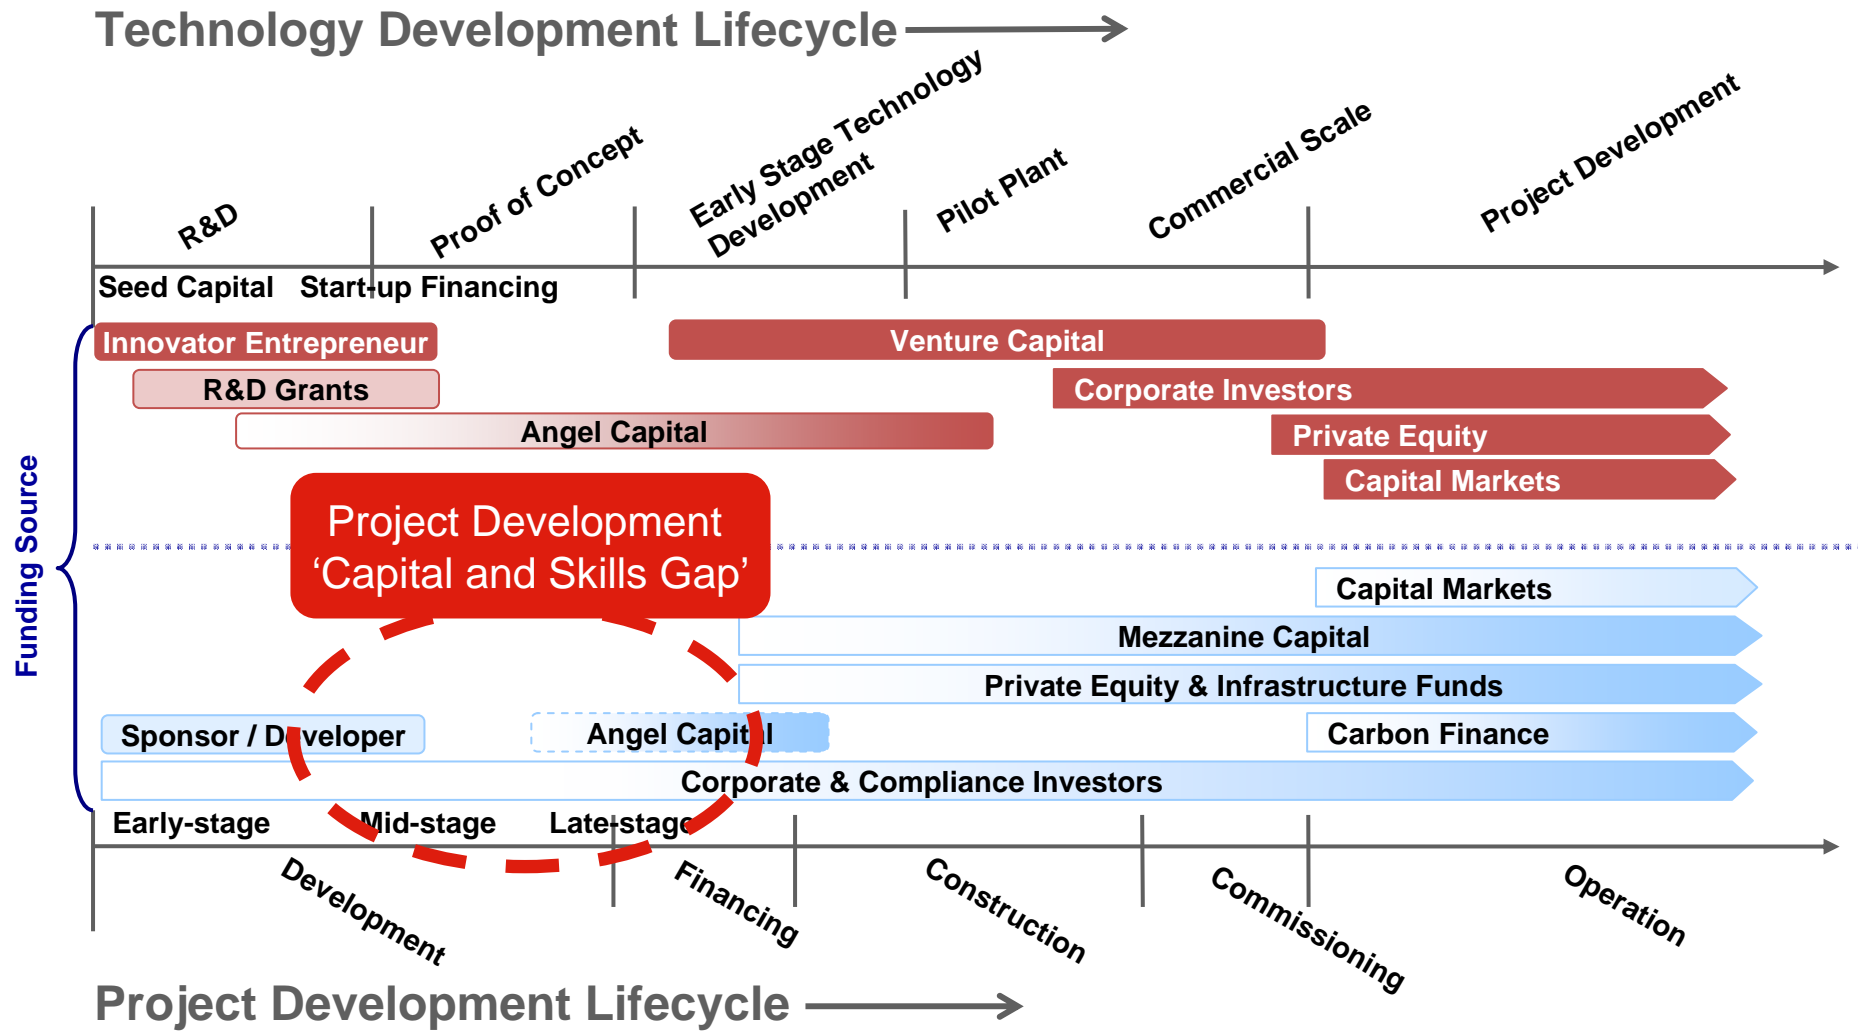 Technology Development Lifecycle
R&D
Proof of Concept
Early Stage Technology
Development
Pilot Plant
Commercial Scale
Project Development
Seed Capital
Start-up Financing
Innovator Entrepreneur
Venture Capital
R&D Grants
Corporate Investors
Angel Capital
Private Equity
Capital Markets
Funding Source
Project Development
‘Capital and Skills Gap’
Capital Markets
Mezzanine Capital
Private Equity & Infrastructure Funds
Sponsor / Developer
Angel Capital
Carbon Finance
Corporate & Compliance Investors
Early-stage
Mid-stage
Late-stage
Development
Financing
Construction
Commissioning
Operation
Project Development Lifecycle